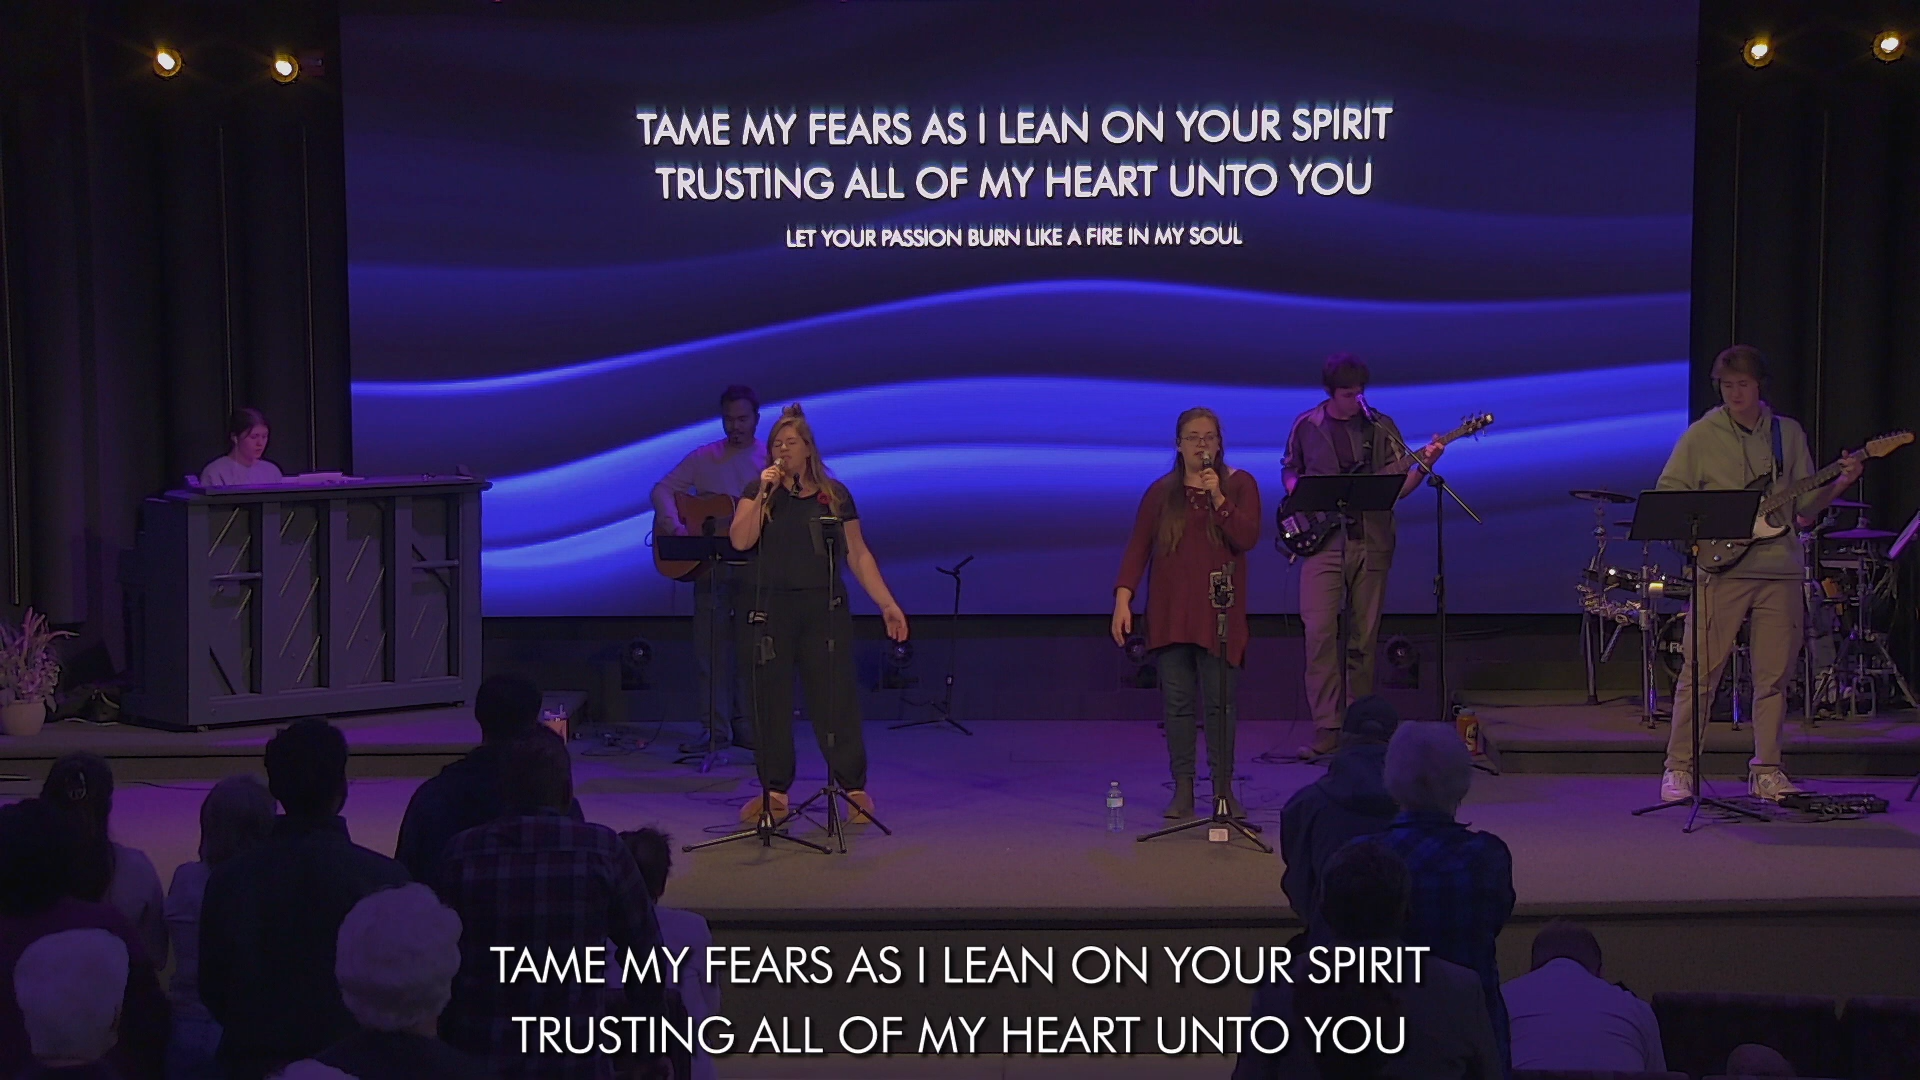 TAME MY FEARS AS I LEAN ON YOUR SPIRIT
TRUSTING ALL OF MY HEART UNTO YOU
LET YOUR PASSION BURN LIKE A FIRE IN MY SOUL
TAME MY FEARS AS I LEAN ON YOUR SPIRIT
TRUSTING ALL OF MY HEART UNTO YOU